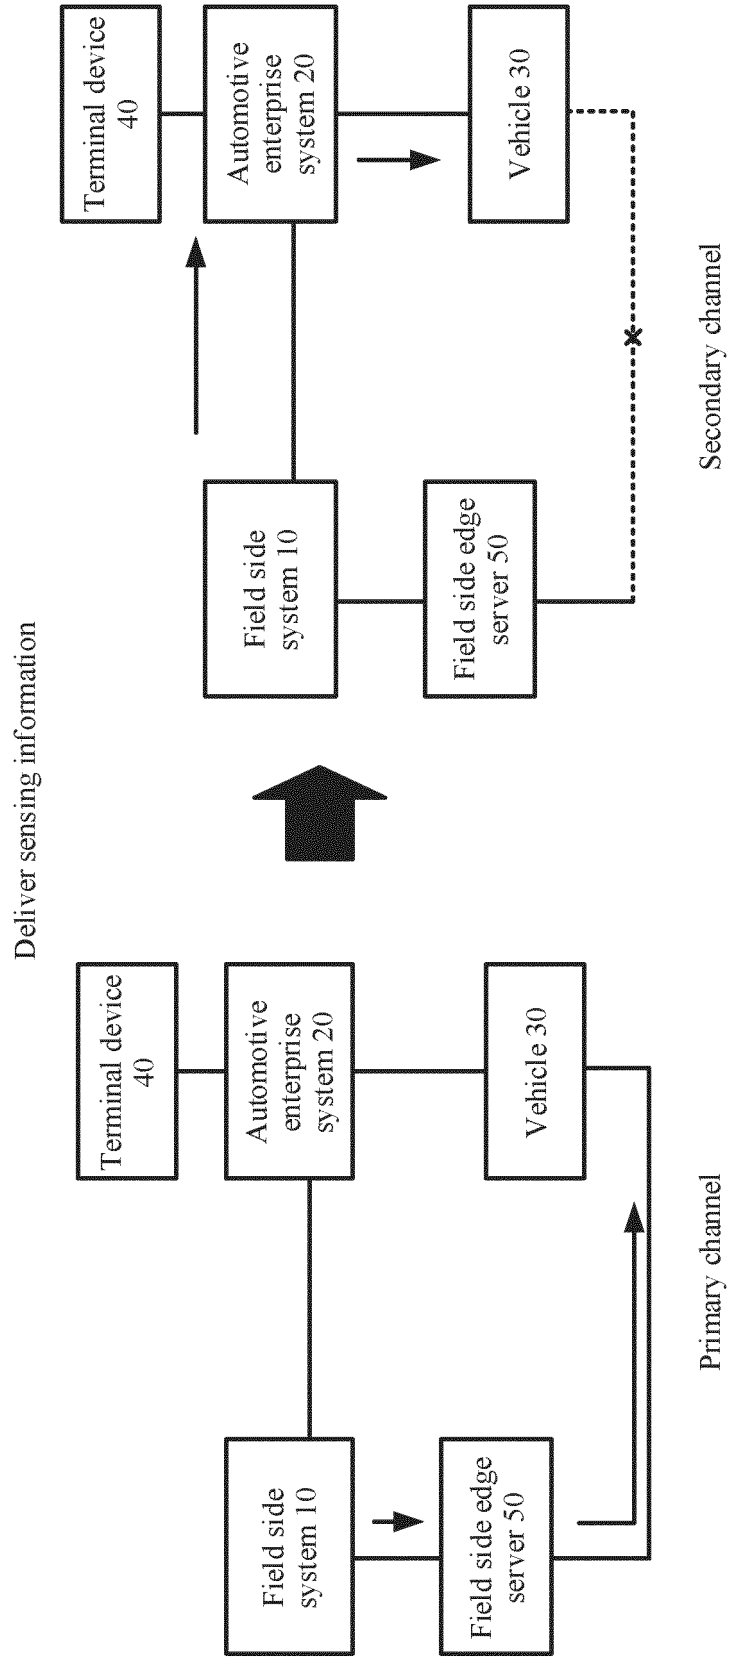 Deliver sensing information
Terminal device
40
Field side
system 10
Automotive
enterprise
system 20
Field side edge
server 50
Vehicle 30
Primary channel
Terminal device
40
Field side
system 10
Automotive
enterprise
system 20
Field side edge
server 50
Vehicle 30
Secondary channel